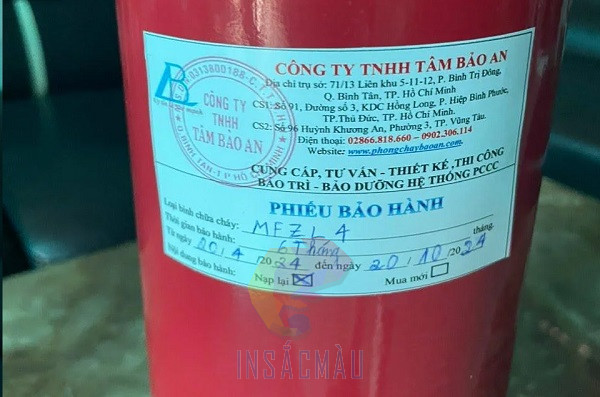 CÔNG TY TNHH TÂM BẢO AN
Địa chỉ trụ sở: 71/13 Liên khu 5-11-12, P. Bình Trị Đông,
Q. Bình Tân, TP. Hồ Chí Minh
CS1: Số 91, Đường số 3, KDC Hồng Long, P. Hiệp Bình Phước,
TP.Thủ Đức, TP. Hồ Chí Minh.
CS2: Số 96 Huỳnh Khương An, Phường 3, TP. Vũng Tàu.
Điện thoại: 02866.818.660 – 0902.306.114
Website: www.phongchaybaoan.com
CUNG CẤP, TƯ VẤN - THIẾT KẾ ,THI CÔNG
BẢO TRÌ - BẢO DƯỠNG HỆ THỐNG PCCC
CÔNG TY
TNHH
TÂM BẢO AN
PHIẾU BẢO HÀNH
Loại bình chữa cháy: MFZL4
Thời gian bảo hành: 6 Tháng tháng.
Từ ngày 20/4 /2024 đến ngày 20/10/2024
Nội dung bảo hành: Nạp lại Mua mới
INSẮCMÀU